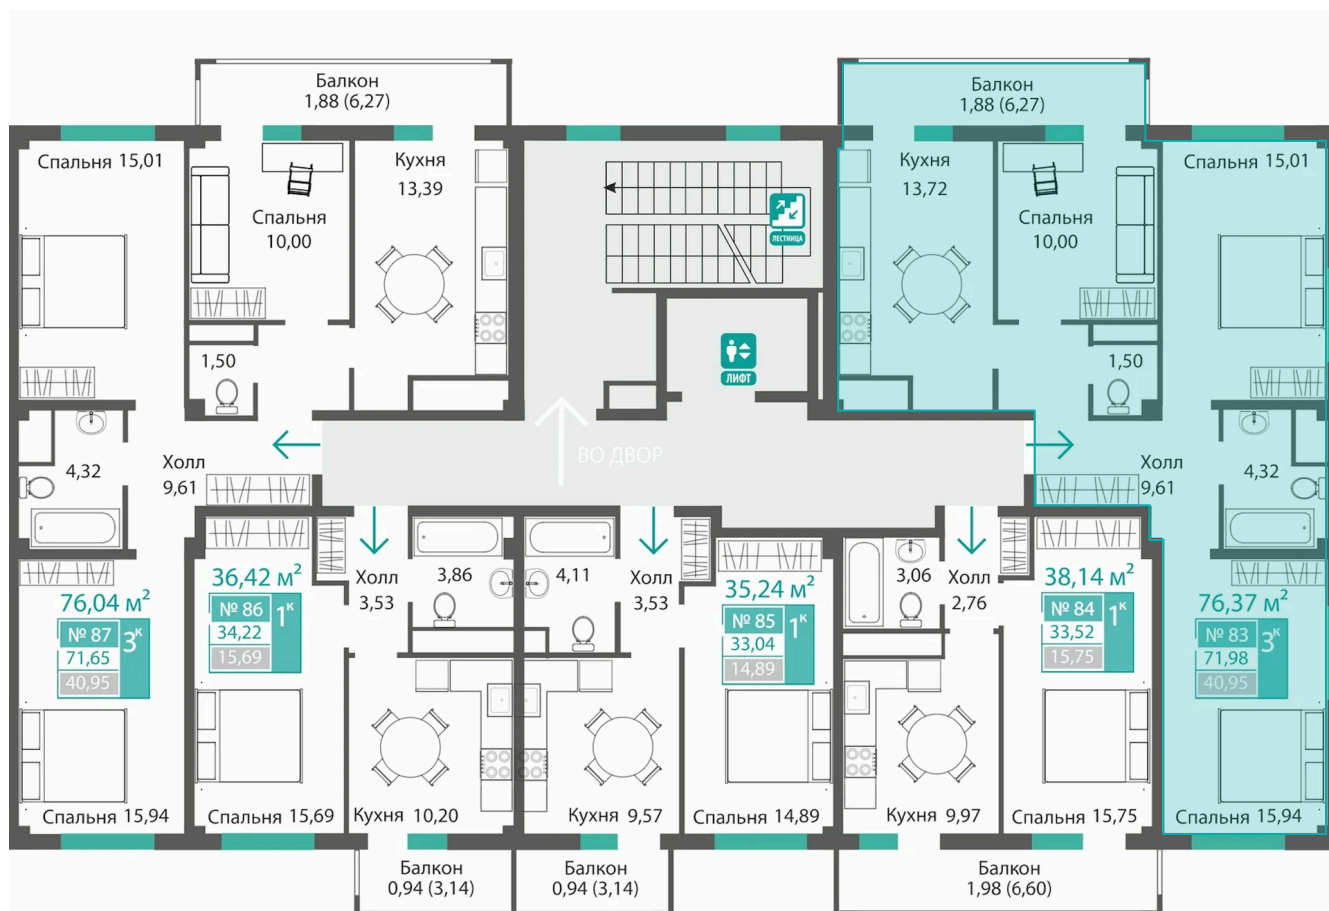 Балкон
1,88 (6,27)
Балкон
1,88 (6,27)
Спальня 15,01
Кухня
13,39
Спальня
10,00
ЛЕСТНИЦА
Кухня
13,72
Спальня
10,00
Спальня 15,01
1,50
ЛИФТ
1,50
4,32
Холл
9,61
ВО ДВОР
Холл
9,61
4,32
76,04 м²
№ 87
3к
71,65
40,95
36,42 м²
№ 86
1к
34,22
15,69
Холл
3,53
3,86
4,11
Холл
3,53
35,24 м²
№ 85
1к
33,04
14,89
3,06
Холл
2,76
38,14 м²
№ 84
1к
33,52
15,75
76,37 м²
№ 83
3к
71,98
40,95
Спальня 15,94
Спальня 15,69
Кухня 10,20
Кухня 9,57
Спальня 14,89
Кухня 9,97
Спальня 15,75
Спальня 15,94
Балкон
0,94 (3,14)
Балкон
0,94 (3,14)
Балкон
1,98 (6,60)